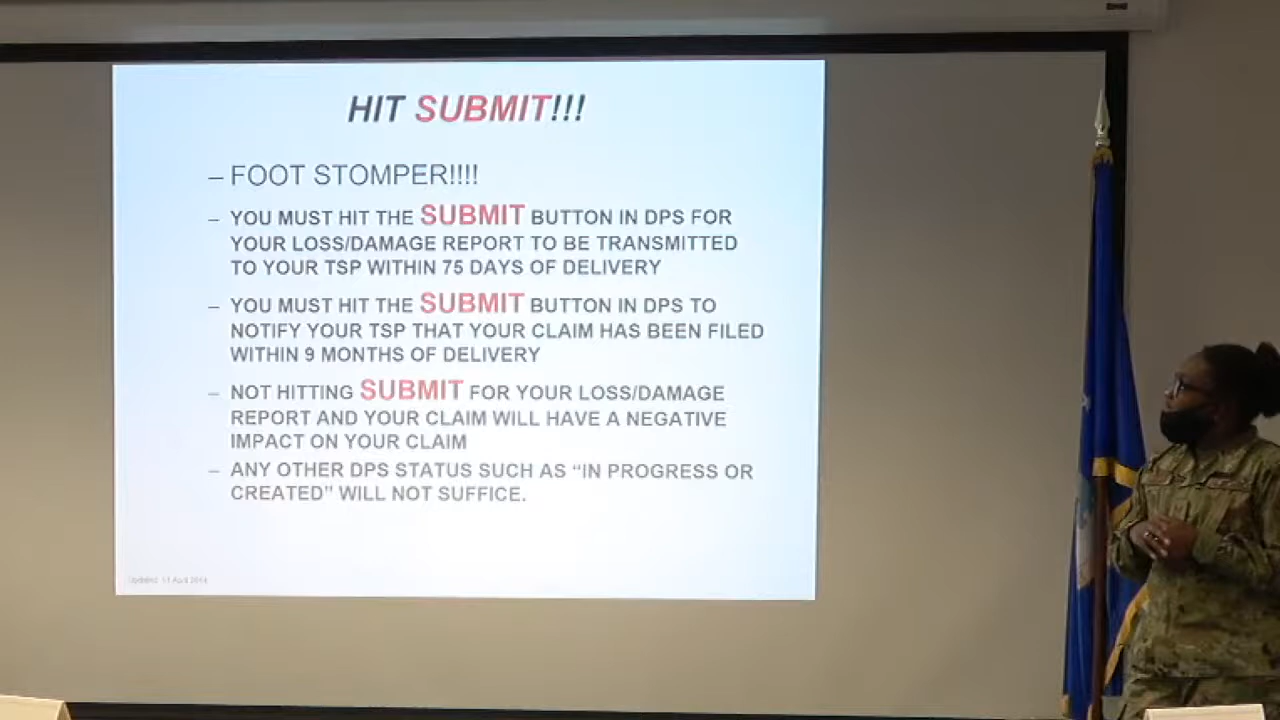 HIT SUBMIT!!!
– FOOT STOMPER!!!!
– YOU MUST HIT THE SUBMIT BUTTON IN DPS FOR
YOUR LOSS/DAMAGE REPORT TO BE TRANSMITTED
TO YOUR TSP WITHIN 75 DAYS OF DELIVERY
– YOU MUST HIT THE SUBMIT BUTTON IN DPS TO
NOTIFY YOUR TSP THAT YOUR CLAIM HAS BEEN FILED
WITHIN 9 MONTHS OF DELIVERY
– NOT HITTING SUBMIT FOR YOUR LOSS/DAMAGE
REPORT AND YOUR CLAIM WILL HAVE A NEGATIVE
IMPACT ON YOUR CLAIM
– ANY OTHER DPS STATUS SUCH AS “IN PROGRESS OR
CREATED” WILL NOT SUFFICE.
April